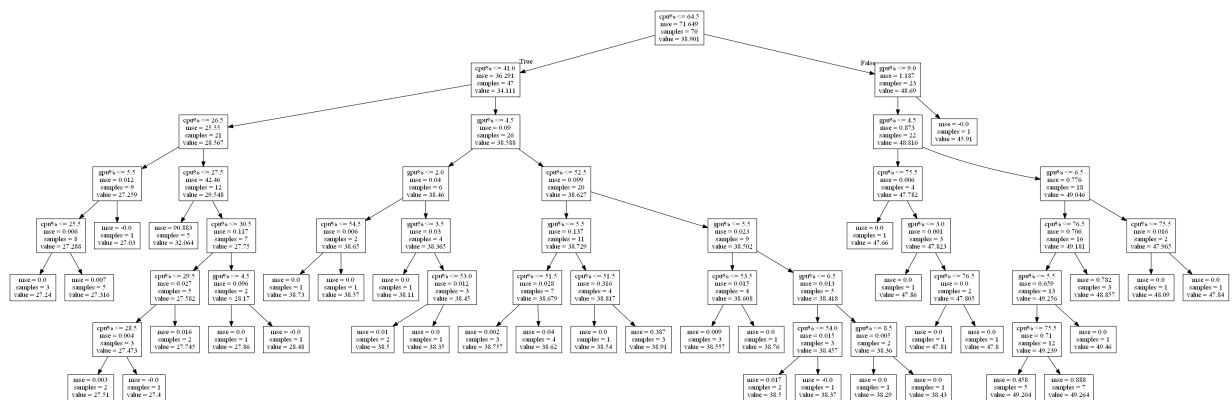 cpu% <= 64.5
mse = 71.649
samples = 70
value = 38.901
True
False
cpu% <= 41.0
mse = 36.291
samples = 47
value = 34.111
gpu% <= 9.0
mse = 1.187
samples = 23
value = 48.69
cpu% <= 26.5
mse = 25.55
samples = 21
value = 28.567
gpu% <= 4.5
mse = 0.09
samples = 26
value = 38.588
gpu% <= 4.5
mse = 0.873
samples = 22
value = 48.816
mse = -0.0
samples = 1
value = 45.91
gpu% <= 5.5
mse = 0.012
samples = 9
value = 27.259
cpu% <= 27.5
mse = 42.46
samples = 12
value = 29.548
gpu% <= 2.0
mse = 0.04
samples = 6
value = 38.46
cpu% <= 52.5
mse = 0.099
samples = 20
value = 38.627
cpu% <= 75.5
mse = 0.006
samples = 4
value = 47.782
gpu% <= 6.5
mse = 0.776
samples = 18
value = 49.046
cpu% <= 25.5
mse = 0.006
samples = 8
value = 27.288
mse = -0.0
samples = 1
value = 27.03
mse = 90.883
samples = 5
value = 32.064
cpu% <= 30.5
mse = 0.117
samples = 7
value = 27.75
cpu% <= 54.5
mse = 0.006
samples = 2
value = 38.65
gpu% <= 3.5
mse = 0.03
samples = 4
value = 38.365
gpu% <= 5.5
mse = 0.137
samples = 11
value = 38.729
gpu% <= 5.5
mse = 0.023
samples = 9
value = 38.502
mse = 0.0
samples = 1
value = 47.66
gpu% <= 3.0
mse = 0.001
samples = 3
value = 47.823
cpu% <= 76.5
mse = 0.706
samples = 16
value = 49.181
cpu% <= 75.5
mse = 0.016
samples = 2
value = 47.965
mse = 0.0
samples = 3
value = 27.24
mse = 0.007
samples = 5
value = 27.316
cpu% <= 29.5
mse = 0.027
samples = 5
value = 27.582
gpu% <= 4.5
mse = 0.096
samples = 2
value = 28.17
mse = 0.0
samples = 1
value = 38.73
mse = 0.0
samples = 1
value = 38.57
mse = 0.0
samples = 1
value = 38.11
cpu% <= 53.0
mse = 0.012
samples = 3
value = 38.45
cpu% <= 51.5
mse = 0.028
samples = 7
value = 38.679
cpu% <= 51.5
mse = 0.316
samples = 4
value = 38.817
cpu% <= 53.5
mse = 0.015
samples = 4
value = 38.608
gpu% <= 6.5
mse = 0.013
samples = 5
value = 38.418
mse = 0.0
samples = 1
value = 47.86
cpu% <= 76.5
mse = 0.0
samples = 2
value = 47.805
gpu% <= 5.5
mse = 0.659
samples = 13
value = 49.256
mse = 0.782
samples = 3
value = 48.857
mse = 0.0
samples = 1
value = 48.09
mse = 0.0
samples = 1
value = 47.84
cpu% <= 28.5
mse = 0.004
samples = 3
value = 27.473
mse = 0.016
samples = 2
value = 27.745
mse = 0.0
samples = 1
value = 27.86
mse = -0.0
samples = 1
value = 28.48
mse = 0.01
samples = 2
value = 38.5
mse = 0.0
samples = 1
value = 38.35
mse = 0.002
samples = 3
value = 38.757
mse = 0.04
samples = 4
value = 38.62
mse = 0.0
samples = 1
value = 38.54
mse = 0.387
samples = 3
value = 38.91
mse = 0.009
samples = 3
value = 38.557
mse = 0.0
samples = 1
value = 38.76
cpu% <= 54.0
mse = 0.015
samples = 3
value = 38.457
gpu% <= 8.5
mse = 0.005
samples = 2
value = 38.36
mse = 0.0
samples = 1
value = 47.81
mse = 0.0
samples = 1
value = 47.8
cpu% <= 75.5
mse = 0.71
samples = 12
value = 49.239
mse = 0.0
samples = 1
value = 49.46
mse = 0.003
samples = 2
value = 27.51
mse = -0.0
samples = 1
value = 27.4
mse = 0.017
samples = 2
value = 38.5
mse = -0.0
samples = 1
value = 38.37
mse = 0.0
samples = 1
value = 38.29
mse = 0.0
samples = 1
value = 38.43
mse = 0.458
samples = 5
value = 49.204
mse = 0.888
samples = 7
value = 49.264